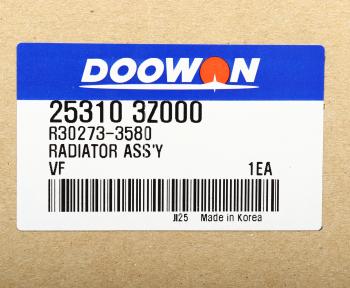 DOOWON
25310 3Z000
R30273-3580
RADIATOR ASS'Y
VF 1EA
JI25 Made in Korea